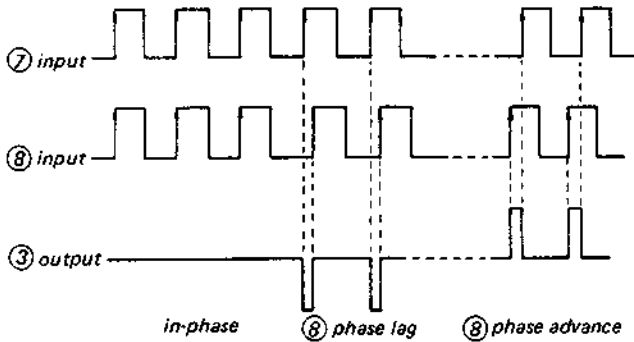 ⑦ input
⑧ input
③ output
in-phase ⑧ phase lag ⑧ phase advance